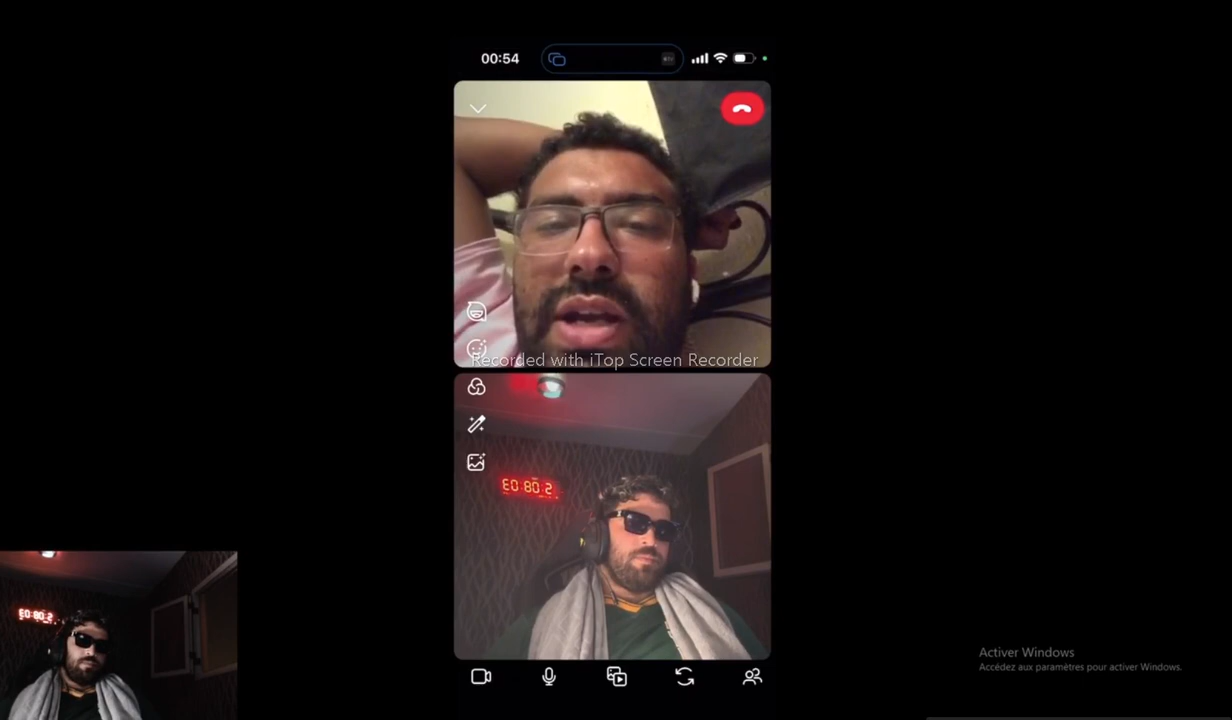 00:54
Recorded with iTop Screen Recorder
Activer Windows
Accédez aux paramètres pour activer Windows.